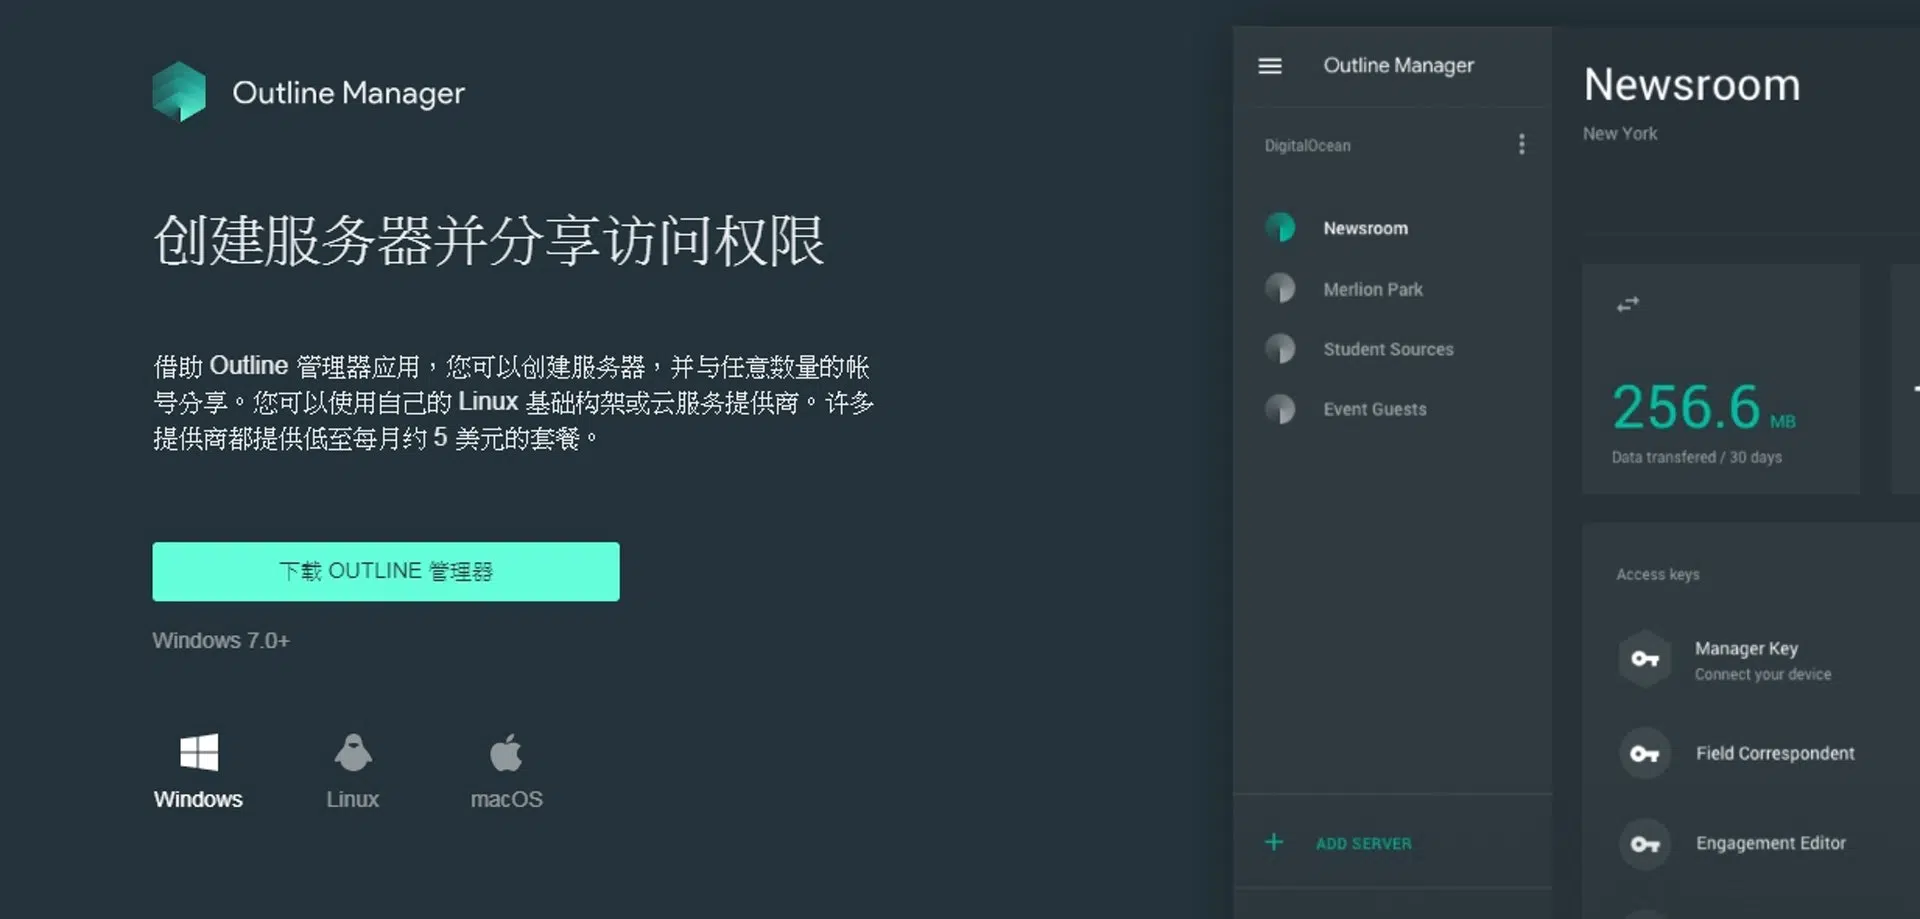 Outline Manager
创建服务器并分享访问权限
借助 Outline 管理器应用，您可以创建服务器，并与任意数量的帐
号分享。您可以使用自己的 Linux 基础构架或云服务提供商。许多
提供商都提供低至每月约 5 美元的套餐。
下载 OUTLINE 管理器
Windows 7.0+
Windows
Linux
macOS
Outline Manager
DigitalOcean
Newsroom
Merlion Park
Student Sources
Event Guests
ADD SERVER
Newsroom
New York
256.6 MB
Data transfered / 30 days
Access keys
Manager Key
Connect your device
Field Correspondent
Engagement Editor